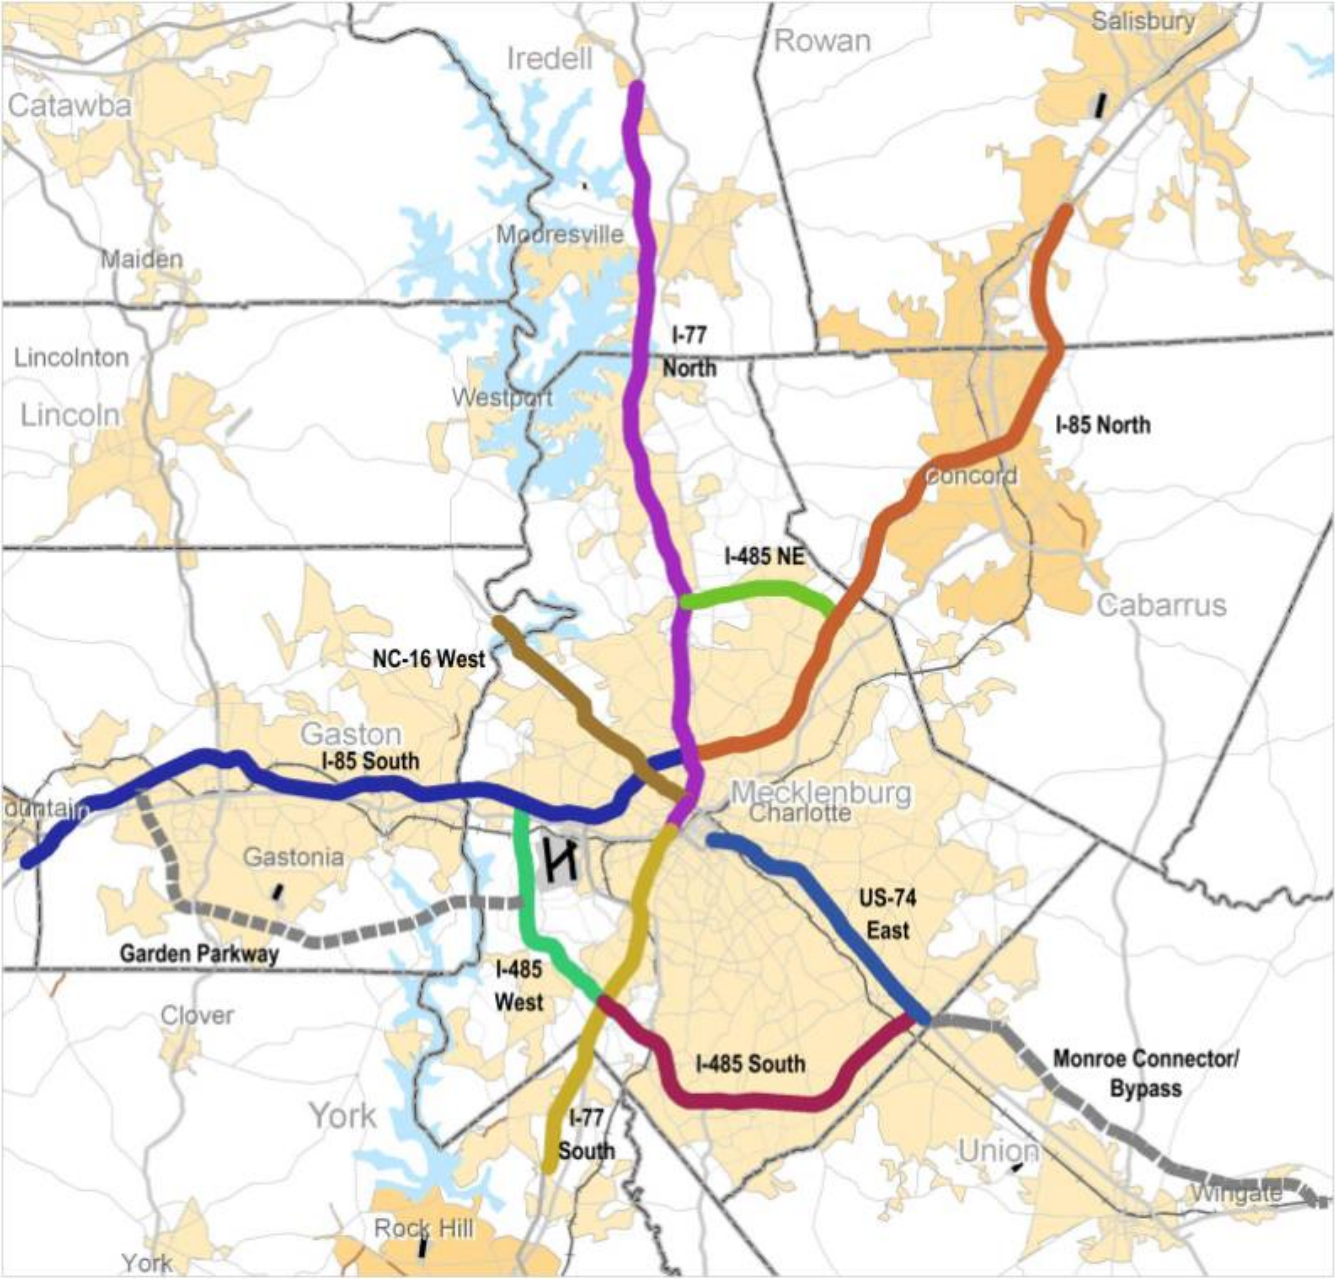 Salisbury
Rowan
Iredell
Catawba
Mooresville
Maiden
I-77
North
Lincolnton
Westport
Lincoln
I-85 North
Concord
I-485 NE
Cabarrus
NC-16 West
Gaston
I-85 South
Mecklenburg
Charlotte
ountain
Gastonia
US-74
East
Garden Parkway
I-485
West
Clover
I-485 South
Monroe Connector/
Bypass
York
I-77
South
Union
Wingate
Rock Hill
York